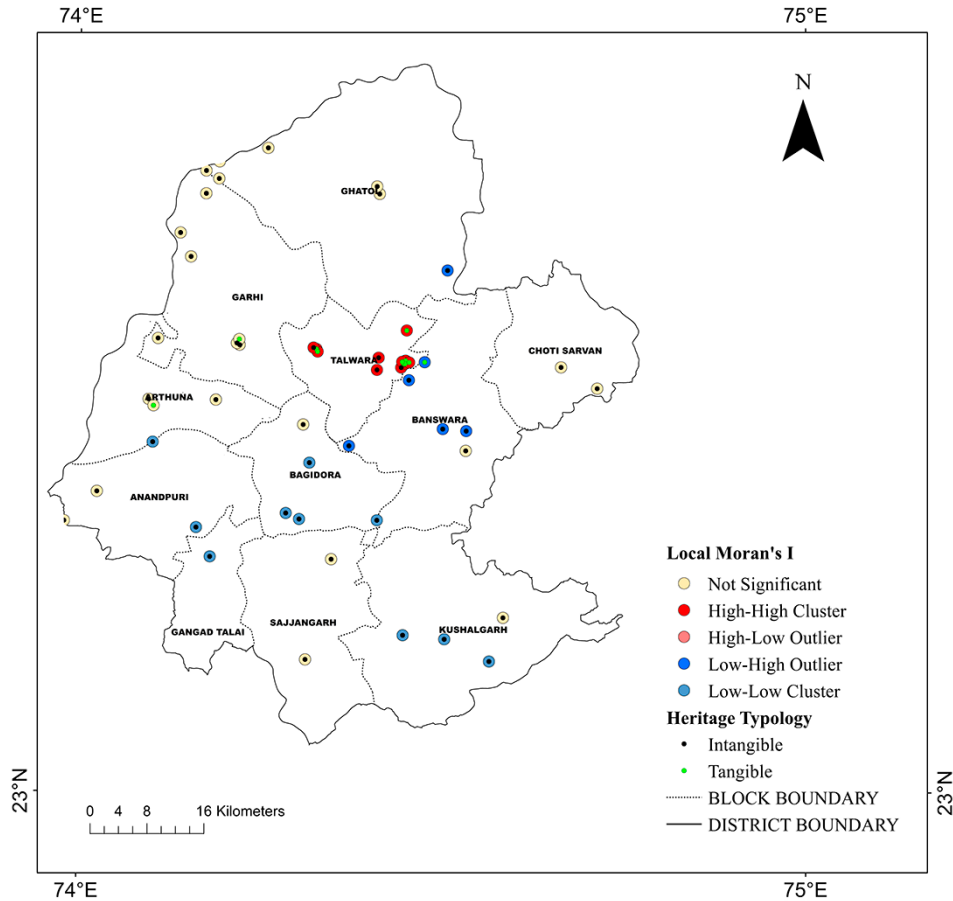 74°E 75°E
N
GHATOL
GARHI
CHOTI SARVAN
TALWARA
ARTHUNA
BANSWARA
BAGIDORA
ANANDPURI
GANGAD TALAI
SAJJANGARH
KUSHALGARH
Local Moran's I
Not Significant
High-High Cluster
High-Low Outlier
Low-High Outlier
Low-Low Cluster
Heritage Typology
Intangible
Tangible
BLOCK BOUNDARY
DISTRICT BOUNDARY
23°N 23°N
0 4 8 16 Kilometers
74°E 75°E